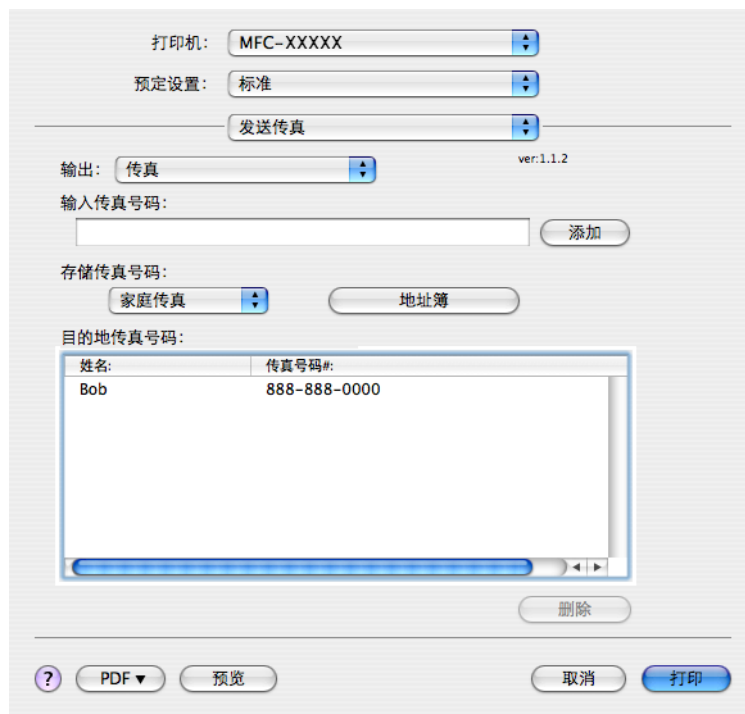 打印机: MFC-XXXXX
预定设置: 标准
发送传真
输出: 传真 ver:1.1.2
输入传真号码:
添加
存储传真号码:
家庭传真 地址簿
目的地传真号码:
姓名: 传真号码#:
Bob 888-888-0000
删除
? PDF▼ 预览 取消 打印